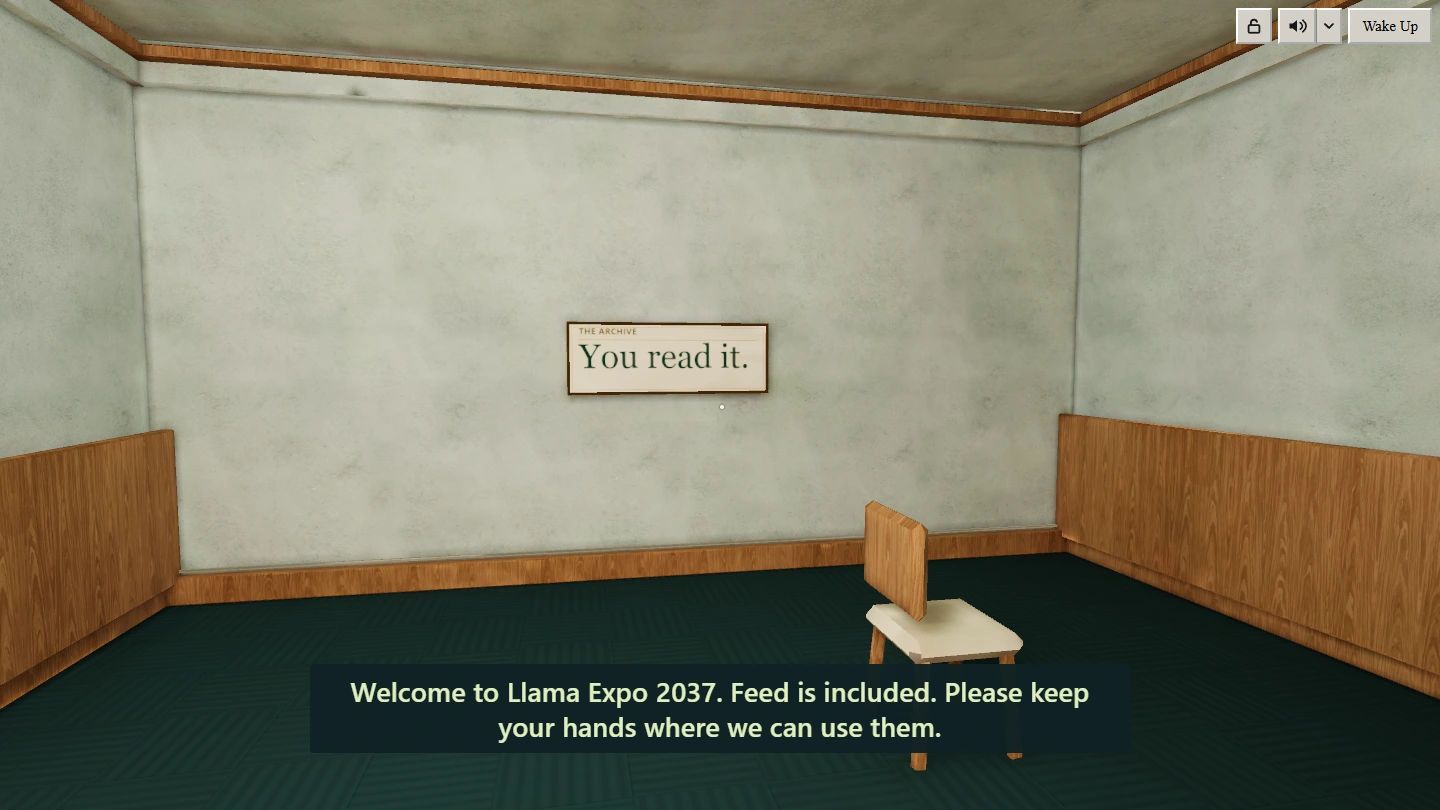 Wake Up
THE ARCHIVE
You read it.
Welcome to Llama Expo 2037. Feed is included. Please keep
your hands where we can use them.